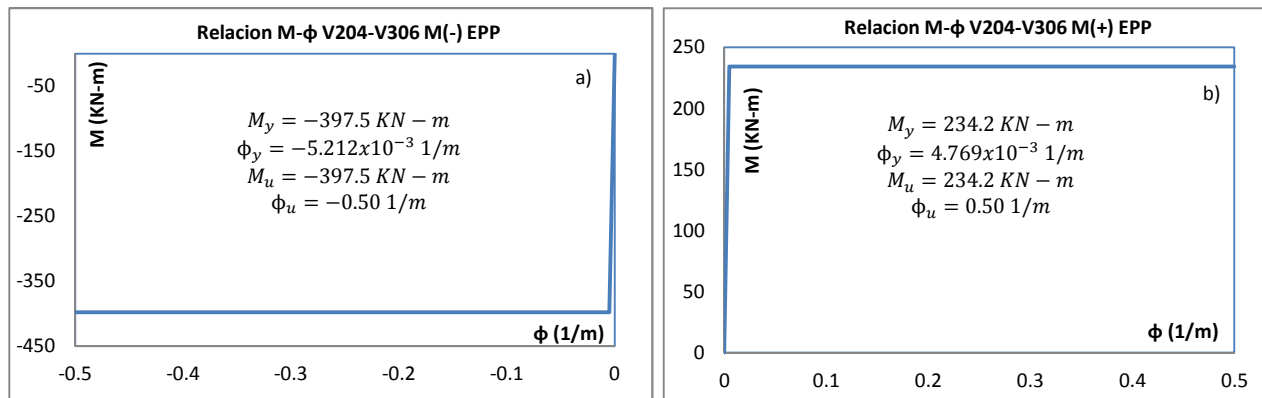 Relacion M-ϕ V204-V306 M(-) EPP
a)
M (KN-m)
-50
-150
-250
-350
-450
M_y = −397.5 KN − m
ϕ_y = −5.212x10⁻³ 1/m
M_u = −397.5 KN − m
ϕ_u = −0.50 1/m
ϕ (1/m)
-0.5 -0.4 -0.3 -0.2 -0.1 0
Relacion M-ϕ V204-V306 M(+) EPP
b)
M (KN-m)
250
200
150
100
50
0
M_y = 234.2 KN − m
ϕ_y = 4.769x10⁻³ 1/m
M_u = 234.2 KN − m
ϕ_u = 0.50 1/m
ϕ (1/m)
0 0.1 0.2 0.3 0.4 0.5